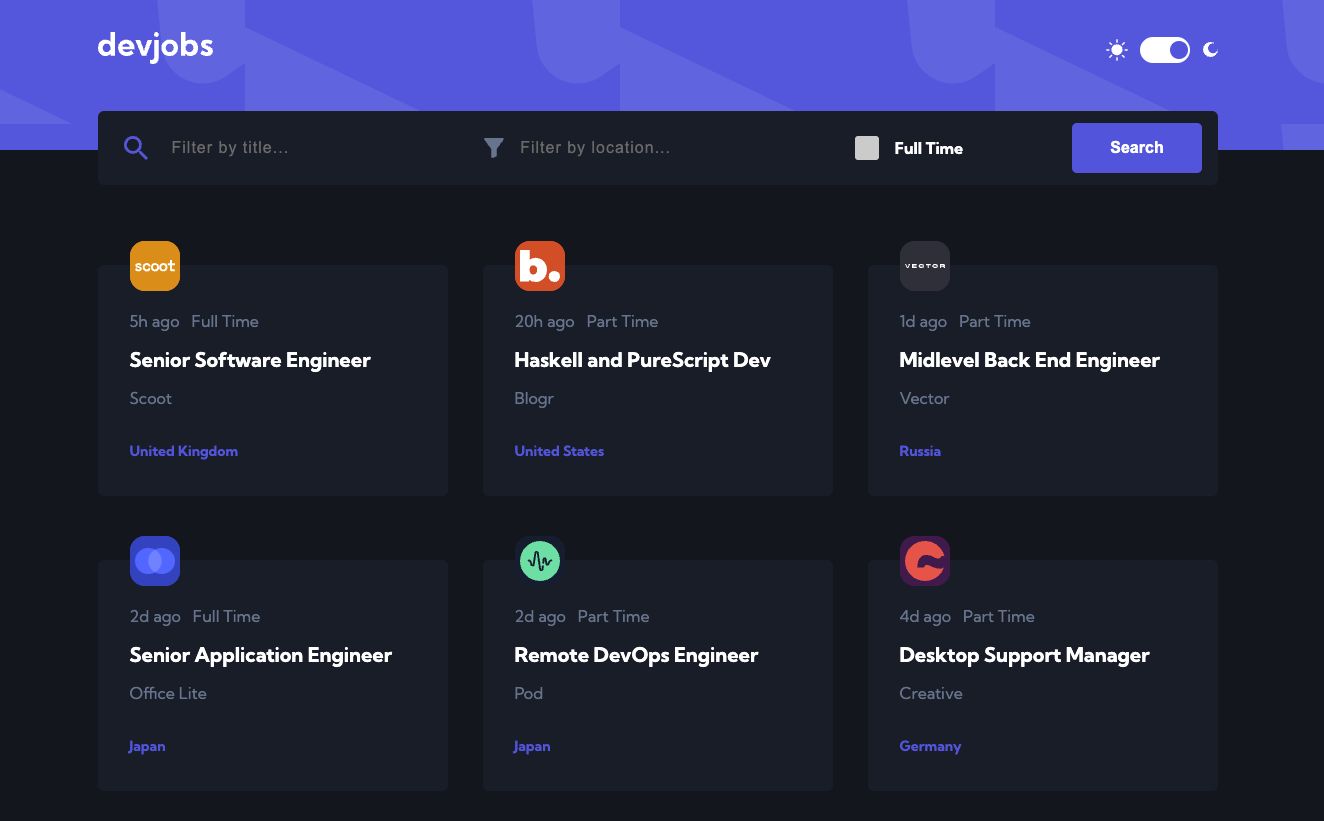 devjobs
Filter by title...
Filter by location...
Full Time
Search
scoot
5h ago Full Time
Senior Software Engineer
Scoot
United Kingdom
b.
20h ago Part Time
Haskell and PureScript Dev
Blogr
United States
VECTOR
1d ago Part Time
Midlevel Back End Engineer
Vector
Russia
2d ago Full Time
Senior Application Engineer
Office Lite
Japan
2d ago Part Time
Remote DevOps Engineer
Pod
Japan
4d ago Part Time
Desktop Support Manager
Creative
Germany